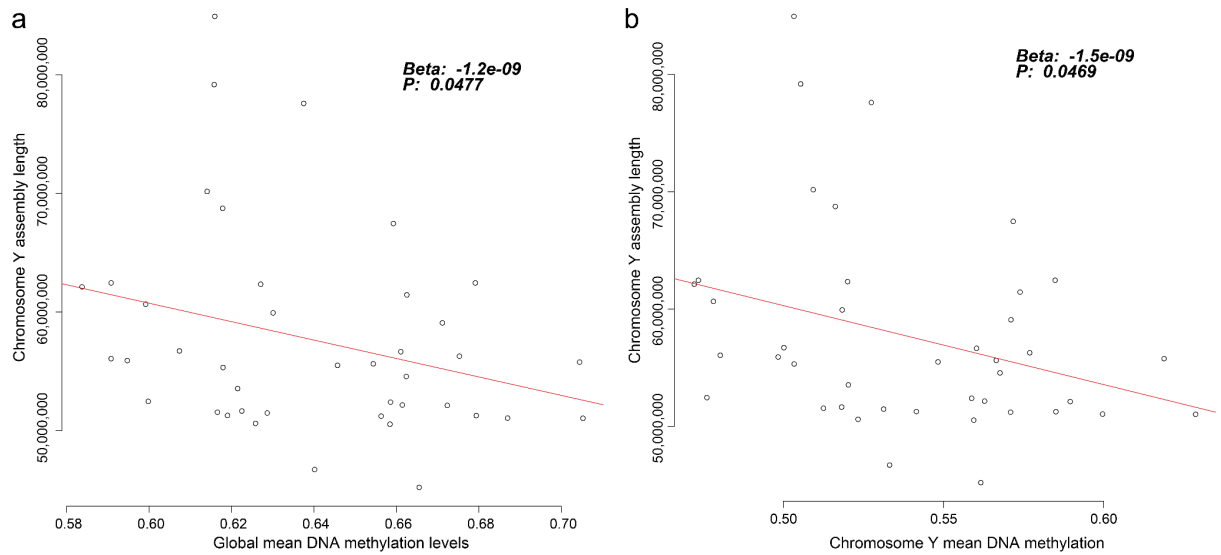 a
Beta: -1.2e-09
P: 0.0477
Chromosome Y assembly length
80,000,000
70,000,000
60,000,000
50,000,000
0.58 0.60 0.62 0.64 0.66 0.68 0.70
Global mean DNA methylation levels
b
Beta: -1.5e-09
P: 0.0469
Chromosome Y assembly length
80,000,000
70,000,000
60,000,000
50,000,000
0.50 0.55 0.60
Chromosome Y mean DNA methylation